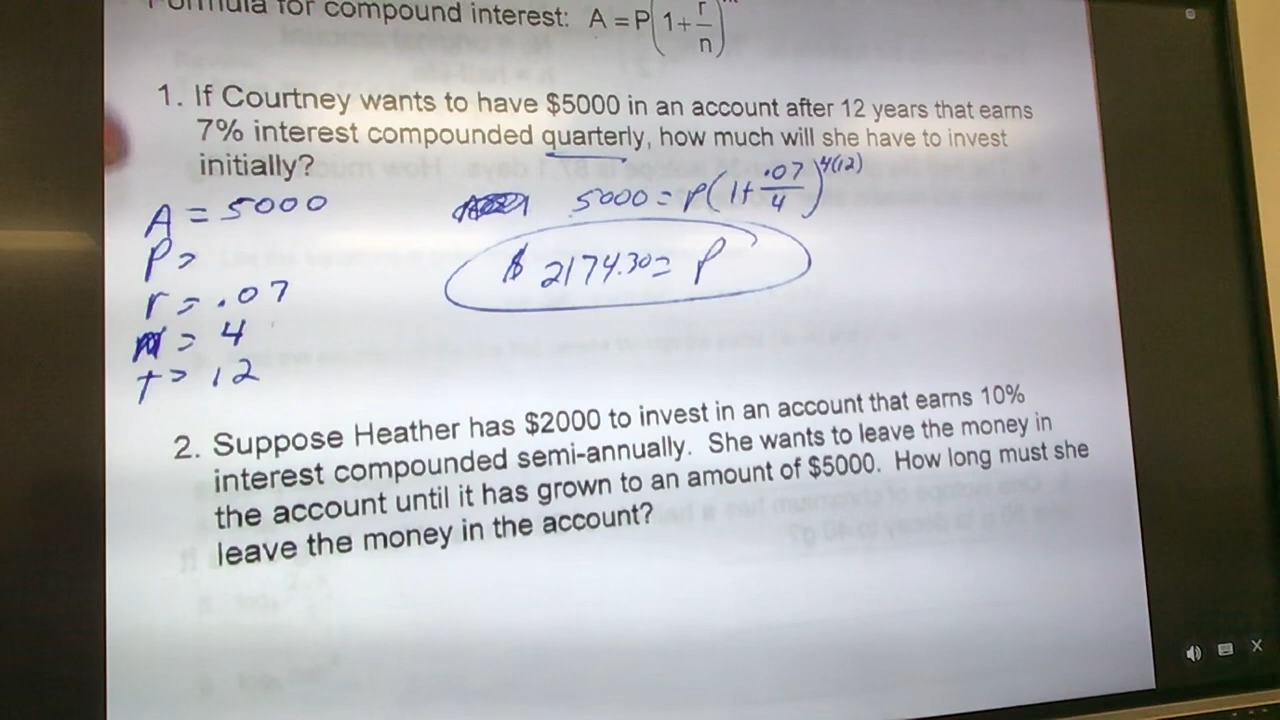 Formula for compound interest: A = P(1 + r/n)
1. If Courtney wants to have $5000 in an account after 12 years that earns
7% interest compounded quarterly, how much will she have to invest
initially?
5000 = P(1+ .07/4)^4(12)
A = 5000
$ 2174.30 = P
P =
r = .07
n = 4
t = 12
2. Suppose Heather has $2000 to invest in an account that earns 10%
interest compounded semi-annually. She wants to leave the money in
the account until it has grown to an amount of $5000. How long must she
leave the money in the account?